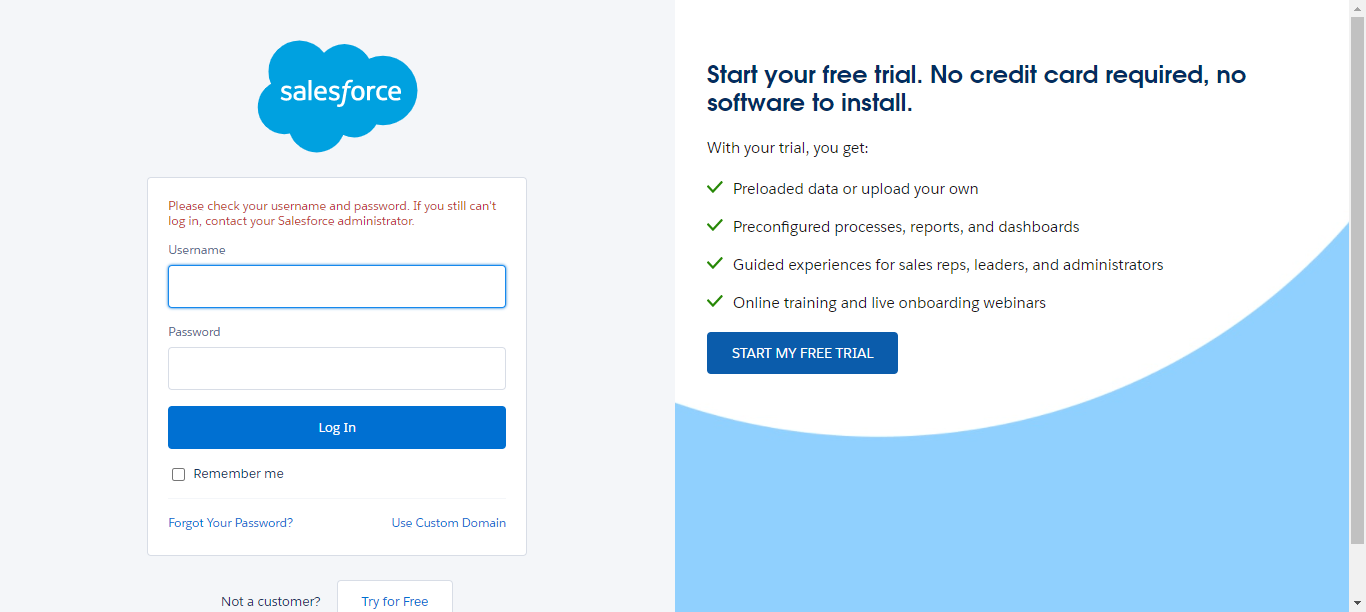 salesforce
Please check your username and password. If you still can't
log in, contact your Salesforce administrator.
Username
Password
Log In
Remember me
Forgot Your Password?
Use Custom Domain
Not a customer?
Try for Free
Start your free trial. No credit card required, no
software to install.
With your trial, you get:
Preloaded data or upload your own
Preconfigured processes, reports, and dashboards
Guided experiences for sales reps, leaders, and administrators
Online training and live onboarding webinars
START MY FREE TRIAL